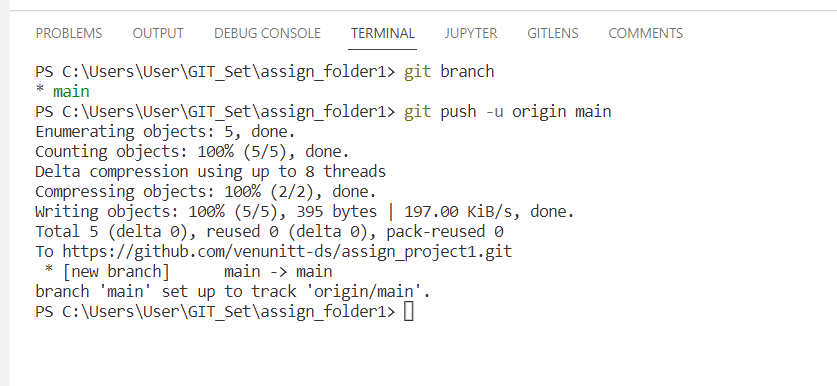 PROBLEMS OUTPUT DEBUG CONSOLE TERMINAL JUPYTER GITLENS COMMENTS
PS C:\Users\User\GIT_Set\assign_folder1> git branch
* main
PS C:\Users\User\GIT_Set\assign_folder1> git push -u origin main
Enumerating objects: 5, done.
Counting objects: 100% (5/5), done.
Delta compression using up to 8 threads
Compressing objects: 100% (2/2), done.
Writing objects: 100% (5/5), 395 bytes | 197.00 KiB/s, done.
Total 5 (delta 0), reused 0 (delta 0), pack-reused 0
To https://github.com/venunitt-ds/assign_project1.git
 * [new branch]      main -> main
branch 'main' set up to track 'origin/main'.
PS C:\Users\User\GIT_Set\assign_folder1>